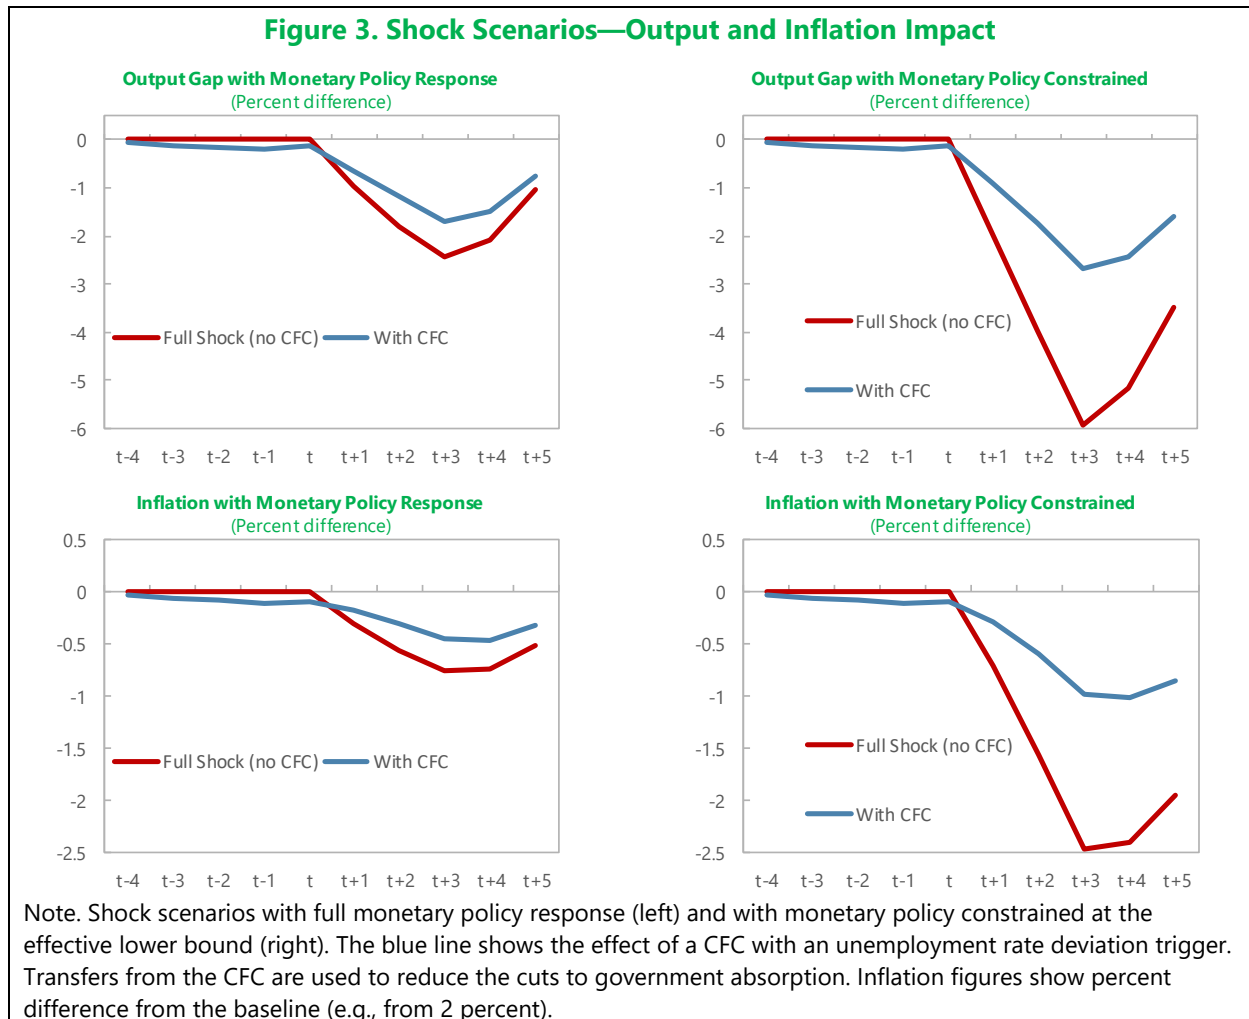 Figure 3. Shock Scenarios—Output and Inflation Impact
Output Gap with Monetary Policy Response
(Percent difference)
0
-1
-2
-3
-4
-5
-6
Full Shock (no CFC) With CFC
t-4 t-3 t-2 t-1 t t+1 t+2 t+3 t+4 t+5
Output Gap with Monetary Policy Constrained
(Percent difference)
0
-1
-2
-3
-4
-5
-6
Full Shock (no CFC)
With CFC
t-4 t-3 t-2 t-1 t t+1 t+2 t+3 t+4 t+5
Inflation with Monetary Policy Response
(Percent difference)
0.5
0
-0.5
-1
-1.5
-2
-2.5
Full Shock (no CFC) With CFC
t-4 t-3 t-2 t-1 t t+1 t+2 t+3 t+4 t+5
Inflation with Monetary Policy Constrained
(Percent difference)
0.5
0
-0.5
-1
-1.5
-2
-2.5
Full Shock (no CFC)
With CFC
t-4 t-3 t-2 t-1 t t+1 t+2 t+3 t+4 t+5
Note. Shock scenarios with full monetary policy response (left) and with monetary policy constrained at the
effective lower bound (right). The blue line shows the effect of a CFC with an unemployment rate deviation trigger.
Transfers from the CFC are used to reduce the cuts to government absorption. Inflation figures show percent
difference from the baseline (e.g., from 2 percent).